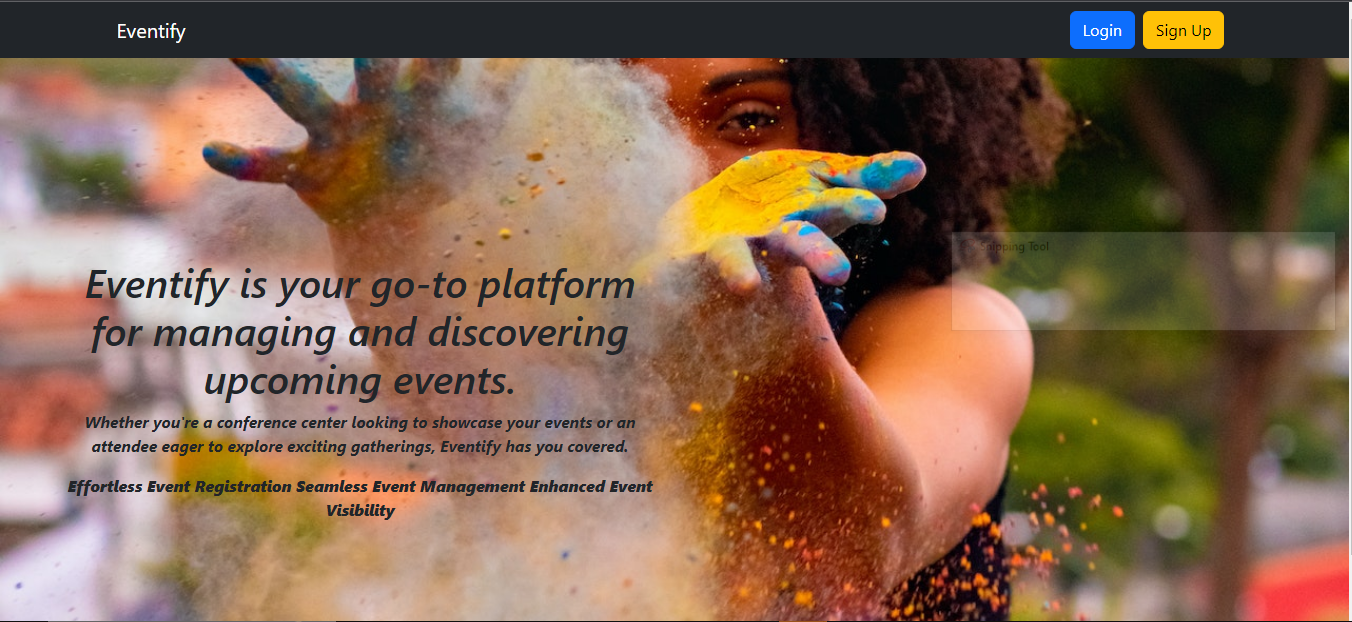 Eventify
Login
Sign Up
Snipping Tool
Eventify is your go-to platform
for managing and discovering
upcoming events.
Whether you're a conference center looking to showcase your events or an
attendee eager to explore exciting gatherings, Eventify has you covered.
Effortless Event Registration Seamless Event Management Enhanced Event
Visibility